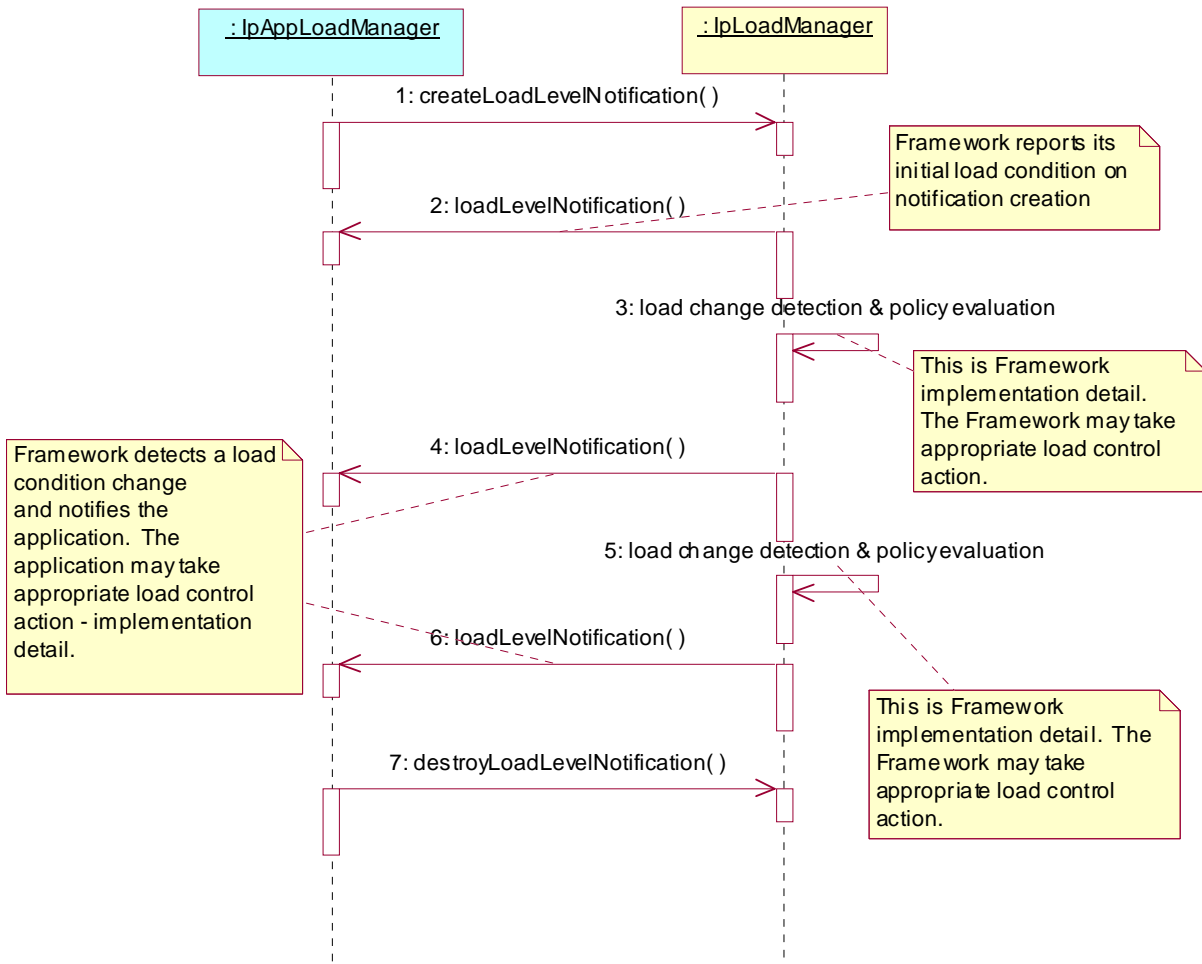 : IpAppLoadManager
: IpLoadManager
1: createLoadLevelNotification( )
Framework reports its
initial load condition on
notification creation
2: loadLevelNotification( )
3: load change detection & policy evaluation
This is Framework
implementation detail.
The Framework may take
appropriate load control
action.
4: loadLevelNotification( )
Framework detects a load
condition change
and notifies the
application. The
application may take
appropriate load control
action - implementation
detail.
5: load change detection & policy evaluation
6: loadLevelNotification( )
This is Framework
implementation detail. The
Framework may take
appropriate load control
action.
7: destroyLoadLevelNotification( )